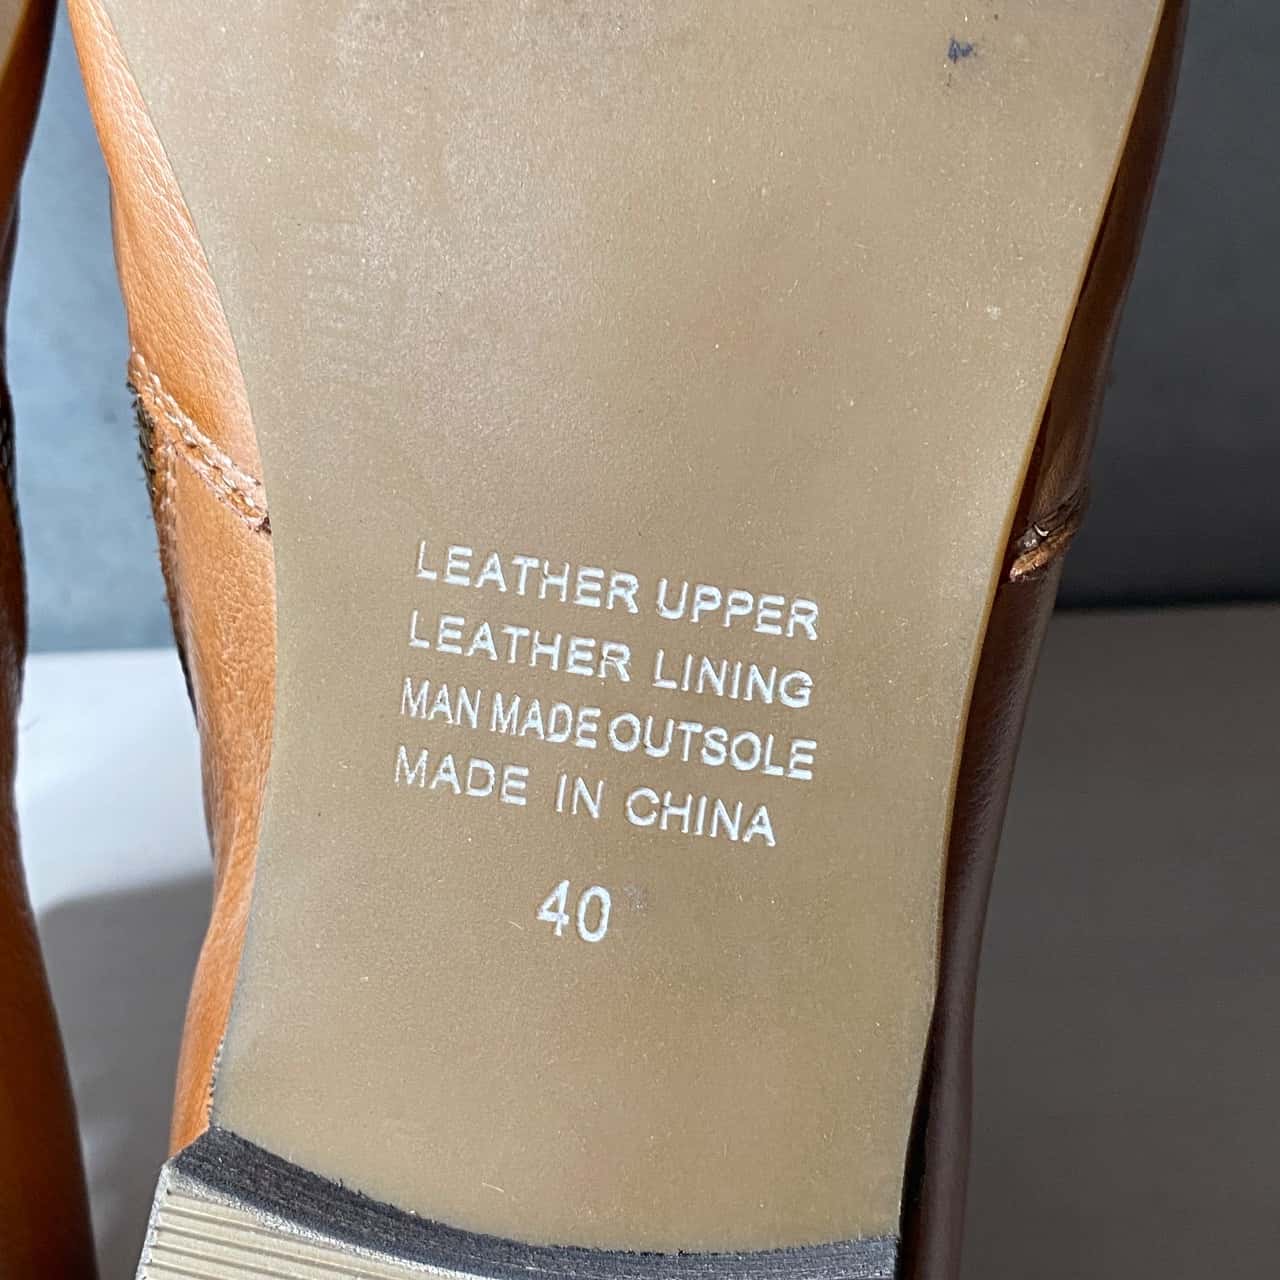 LEATHER UPPER
LEATHER LINING
MAN MADE OUTSOLE
MADE IN CHINA
40